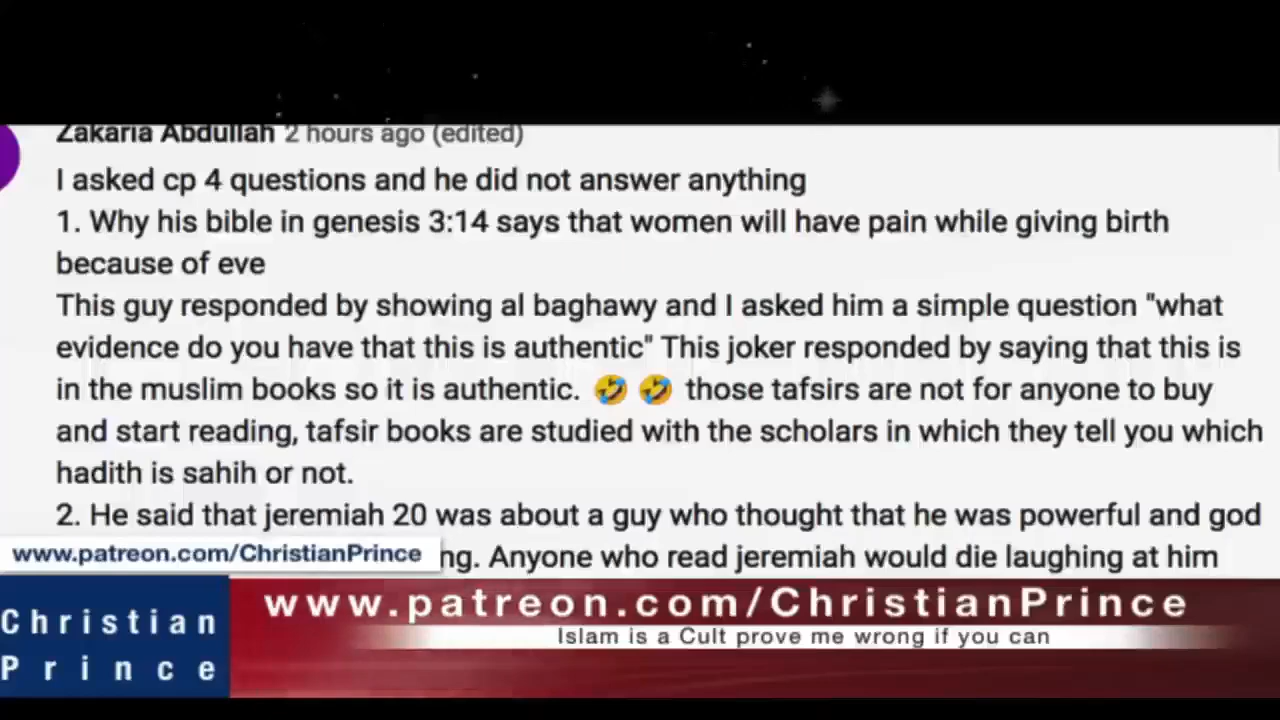 Zakaria Abdullah 2 hours ago (edited)
I asked cp 4 questions and he did not answer anything
1. Why his bible in genesis 3:14 says that women will have pain while giving birth
because of eve
This guy responded by showing al baghawy and I asked him a simple question "what
evidence do you have that this is authentic" This joker responded by saying that this is
in the muslim books so it is authentic. 🤣 🤣 those tafsirs are not for anyone to buy
and start reading, tafsir books are studied with the scholars in which they tell you which
hadith is sahih or not.
2. He said that jeremiah 20 was about a guy who thought that he was powerful and god
ng. Anyone who read jeremiah would die laughing at him
www.patreon.com/ChristianPrince
www.patreon.com/ChristianPrince
Islam is a Cult prove me wrong if you can
Christian
Prince